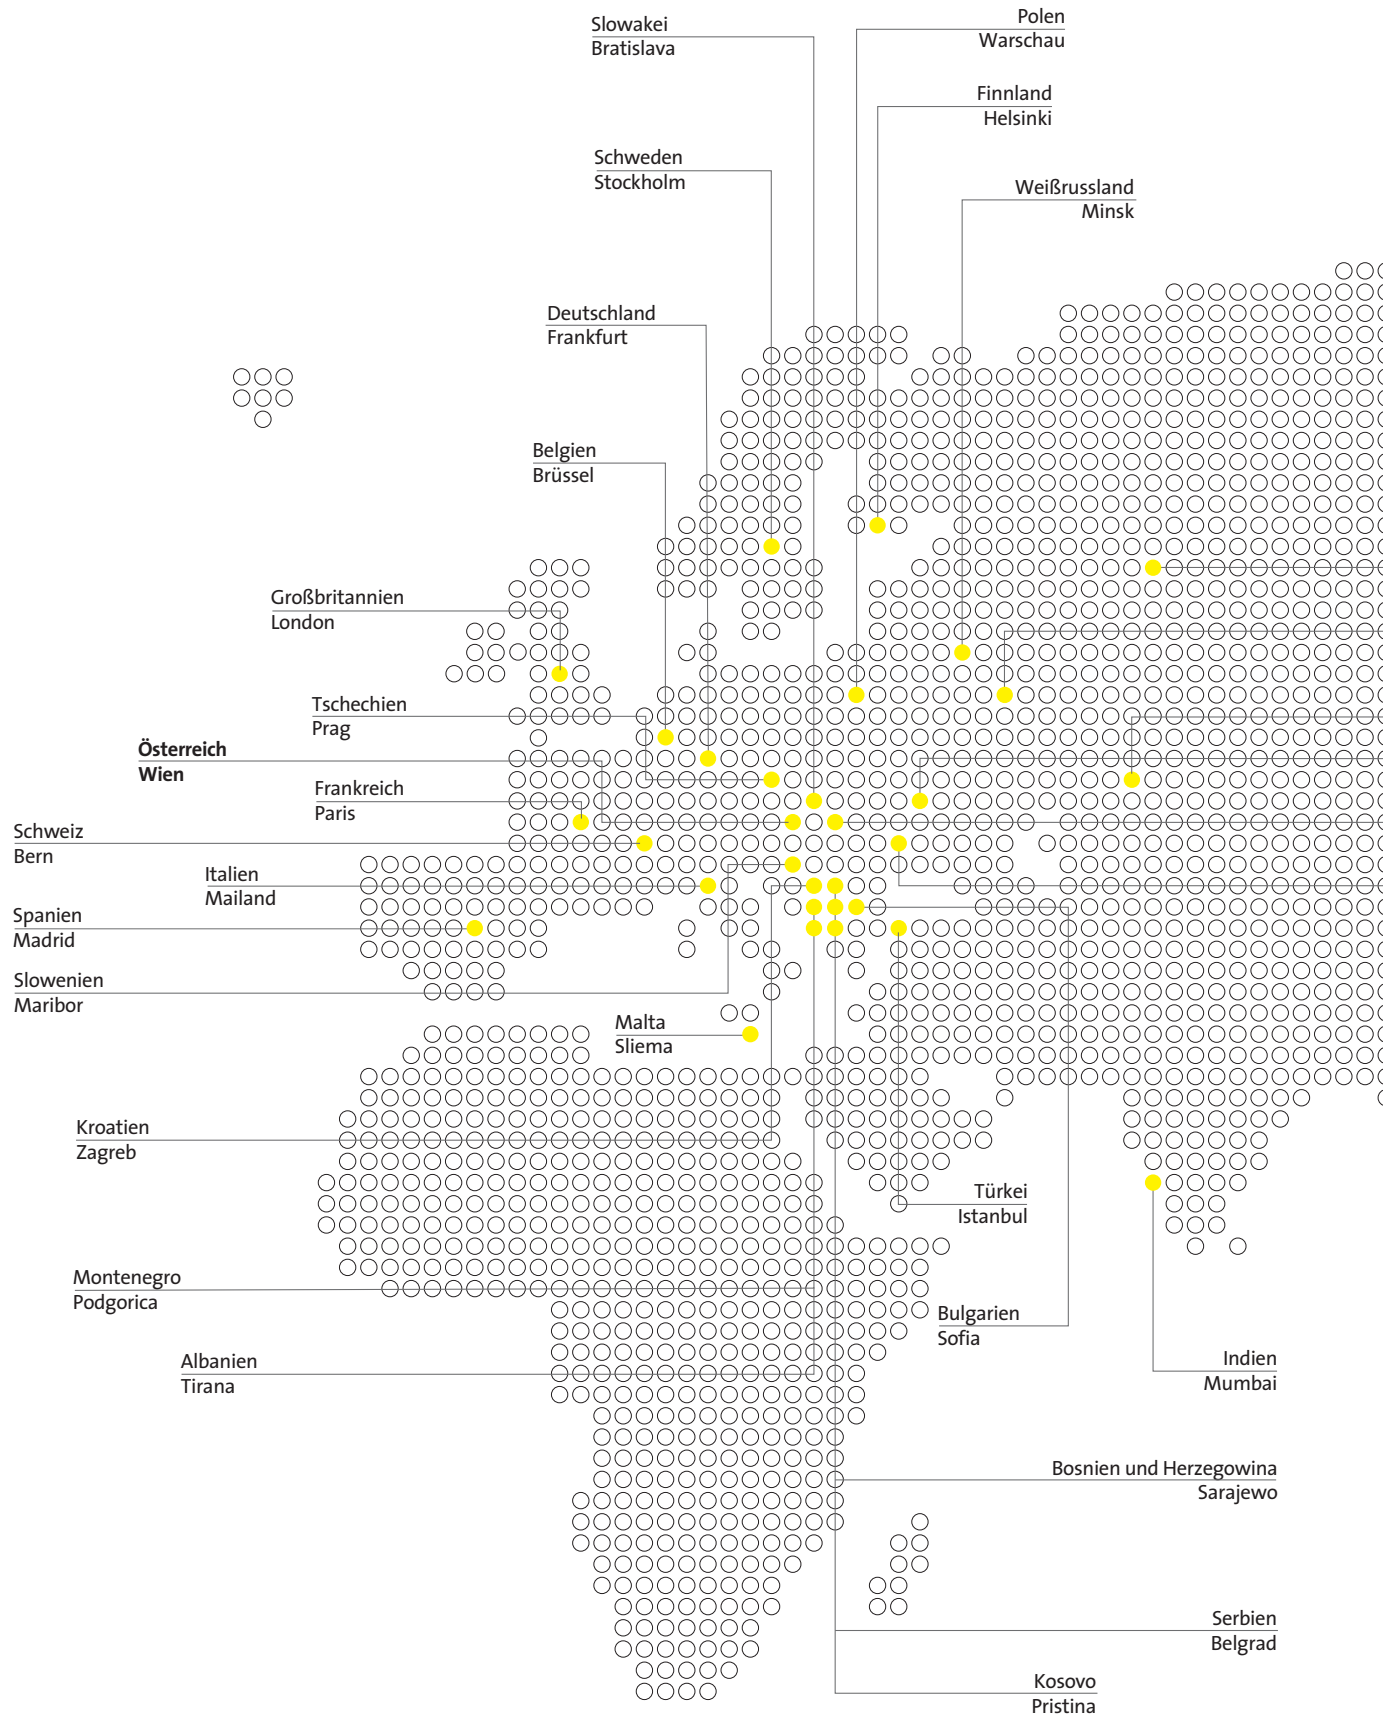 Slowakei
Bratislava
Polen
Warschau
Finnland
Helsinki
Schweden
Stockholm
Weißrussland
Minsk
Deutschland
Frankfurt
Belgien
Brüssel
Großbritannien
London
Tschechien
Prag
Österreich
Wien
Frankreich
Paris
Schweiz
Bern
Italien
Mailand
Spanien
Madrid
Slowenien
Maribor
Malta
Sliema
Kroatien
Zagreb
Türkei
Istanbul
Montenegro
Podgorica
Bulgarien
Sofia
Albanien
Tirana
Indien
Mumbai
Bosnien und Herzegowina
Sarajewo
Serbien
Belgrad
Kosovo
Pristina